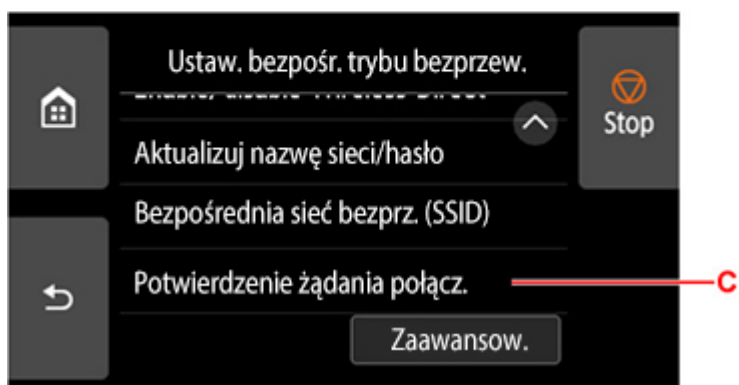 Ustaw. bezpośr. trybu bezprzew.
Stop
Aktualizuj nazwę sieci/hasło
Bezpośrednia sieć bezprz. (SSID)
Potwierdzenie żądania połącz.
C
Zaawansow.